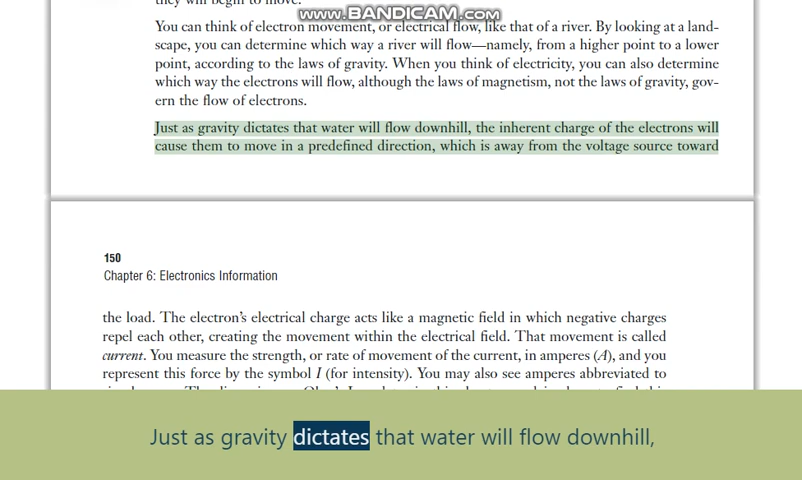 they will begin to move.
www.BANDICAM.com
You can think of electron movement, or electrical flow, like that of a river. By looking at a land-
scape, you can determine which way a river will flow—namely, from a higher point to a lower
point, according to the laws of gravity. When you think of electricity, you can also determine
which way the electrons will flow, although the laws of magnetism, not the laws of gravity, gov-
ern the flow of electrons.
Just as gravity dictates that water will flow downhill, the inherent charge of the electrons will
cause them to move in a predefined direction, which is away from the voltage source toward
150
Chapter 6: Electronics Information
the load. The electron's electrical charge acts like a magnetic field in which negative charges
repel each other, creating the movement within the electrical field. That movement is called
current. You measure the strength, or rate of movement of the current, in amperes (A), and you
represent this force by the symbol I (for intensity). You may also see amperes abbreviated to
Just as gravity dictates that water will flow downhill,